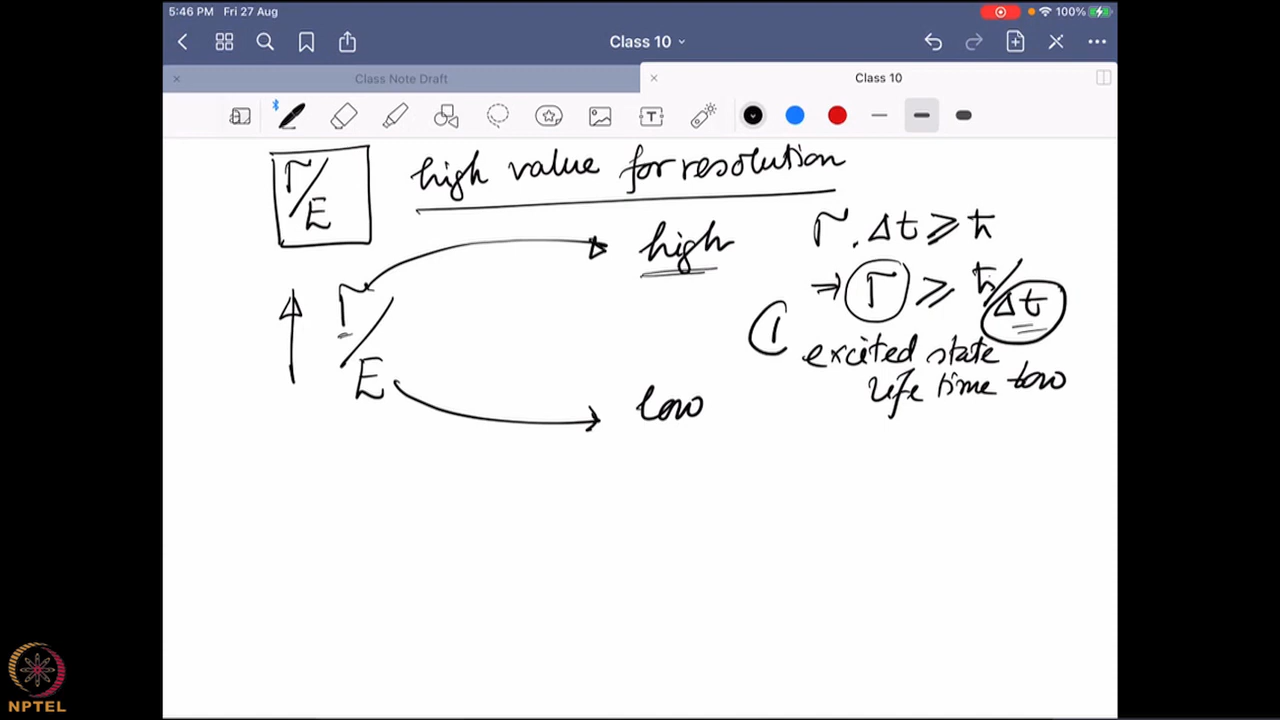 5:46 PM Fri 27 Aug
100%
Class 10
Class Note Draft
Class 10
T
Γ/E
high value for resolution
high
Γ . Δt ≥ ħ
⇒ Γ ≥ ħ/Δt
Γ/E
① excited state
life time low
low
NPTEL